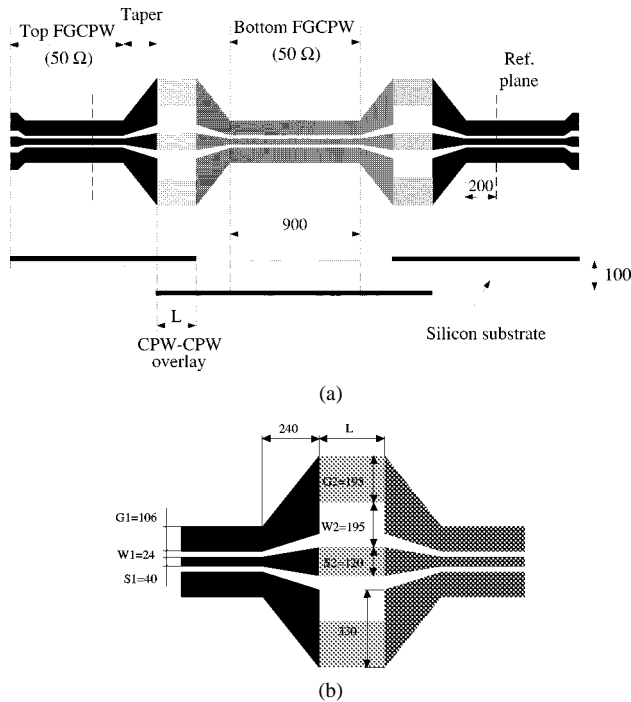 Top FGCPW
(50 Ω)
Taper
Bottom FGCPW
(50 Ω)
Ref.
plane
200
900
100
L
CPW-CPW
overlay
Silicon substrate
(a)
240
L
G2=195
G1=106
W2=195
W1=24
S2=120
S1=40
330
(b)